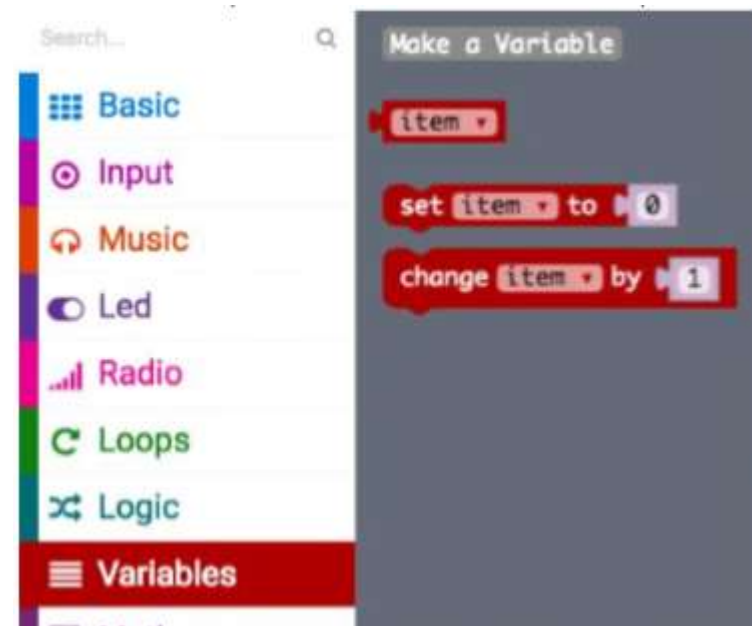 Search...
Basic
Input
Music
Led
Radio
Loops
Logic
Variables
Make a Variable
item
set item to 0
change item by 1